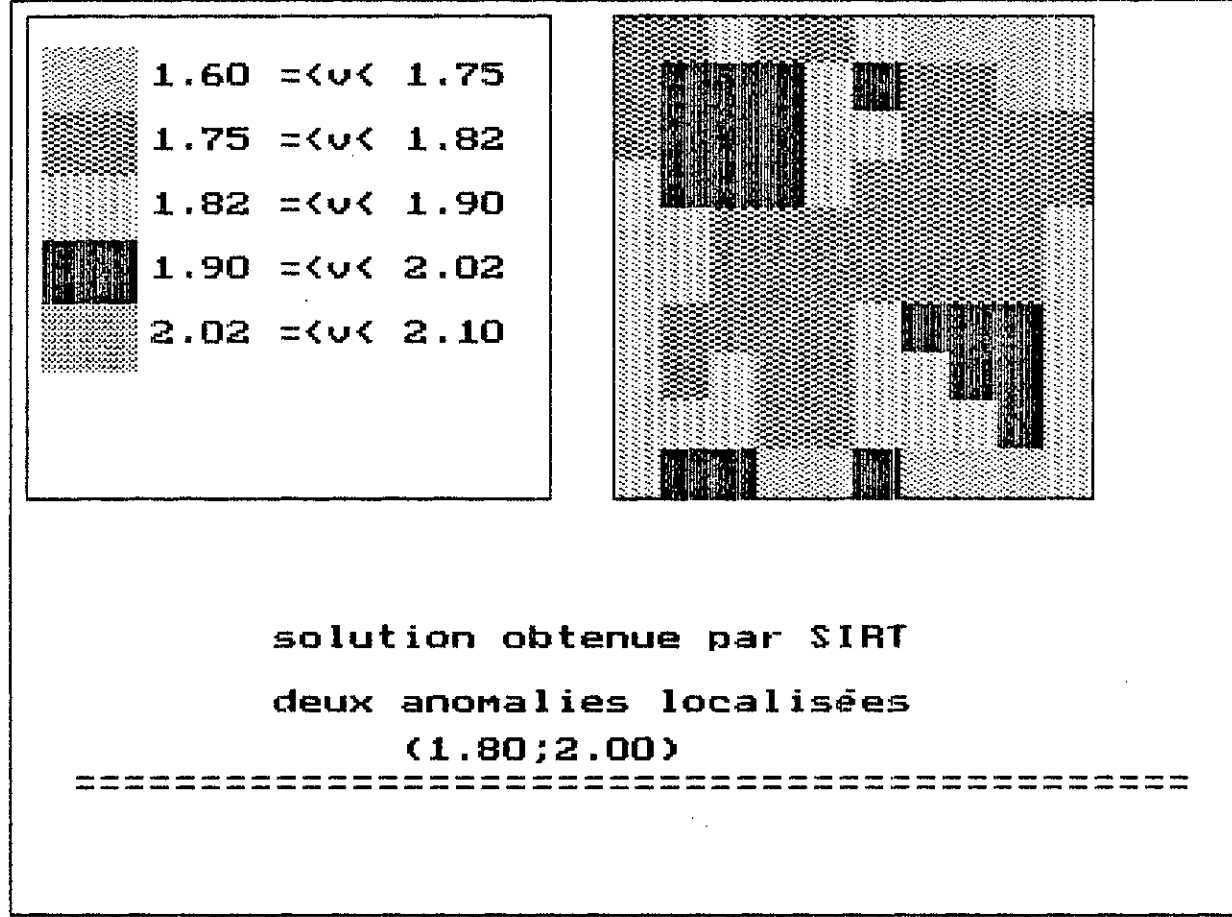 1.60 =<v< 1.75
1.75 =<v< 1.82
1.82 =<v< 1.90
1.90 =<v< 2.02
2.02 =<v< 2.10
solution obtenue par SIRT
deux anomalies localisées
(1.80;2.00)
==========================================